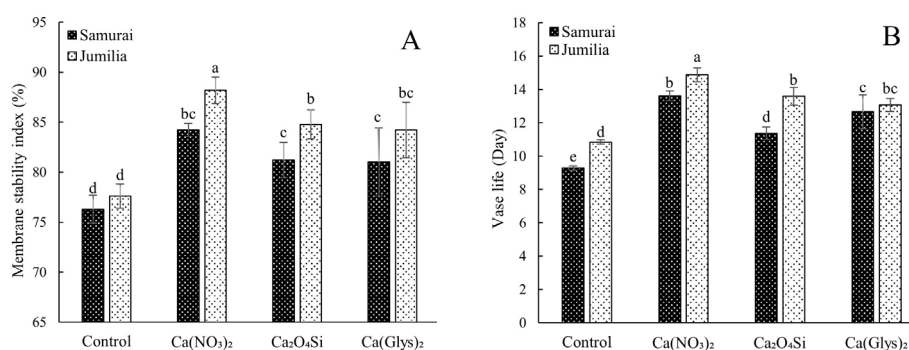 A
Samurai
Jumilia
Membrane stability index (%)
95
90
85
80
75
70
65
d d bc a c b c bc
Control Ca(NO₃)₂ Ca₂O₄Si Ca(Glys)₂
B
Samurai
Jumilia
Vase life (Day)
18
16
14
12
10
8
6
4
2
0
e d b a d b c bc
Control Ca(NO₃)₂ Ca₂O₄Si Ca(Glys)₂